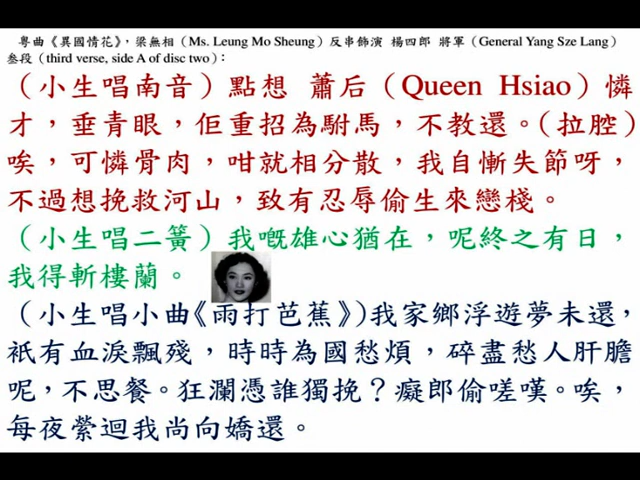 粵曲《異國情花》，梁無相（Ms. Leung Mo Sheung）反串飾演 楊四郎 將軍（General Yang Sze Lang）
叁段（third verse, side A of disc two）：
（小生唱南音）點想 蕭后（Queen Hsiao）憐
才，垂青眼，佢重招為駙馬，不教還。（拉腔）
唉，可憐骨肉，咁就相分散，我自慚失節呀，
不過想挽救河山，致有忍辱偷生來戀棧。
（小生唱二簧）我嘅雄心猶在，呢終之有日，
我得斬樓蘭。
（小生唱小曲《雨打芭蕉》)我家鄉浮遊夢未還，
祇有血淚飄殘，時時為國愁煩，碎盡愁人肝膽
呢，不思餐。狂瀾憑誰獨挽？癡郎偷嗟嘆。唉，
每夜縈迴我尚向嬌還。